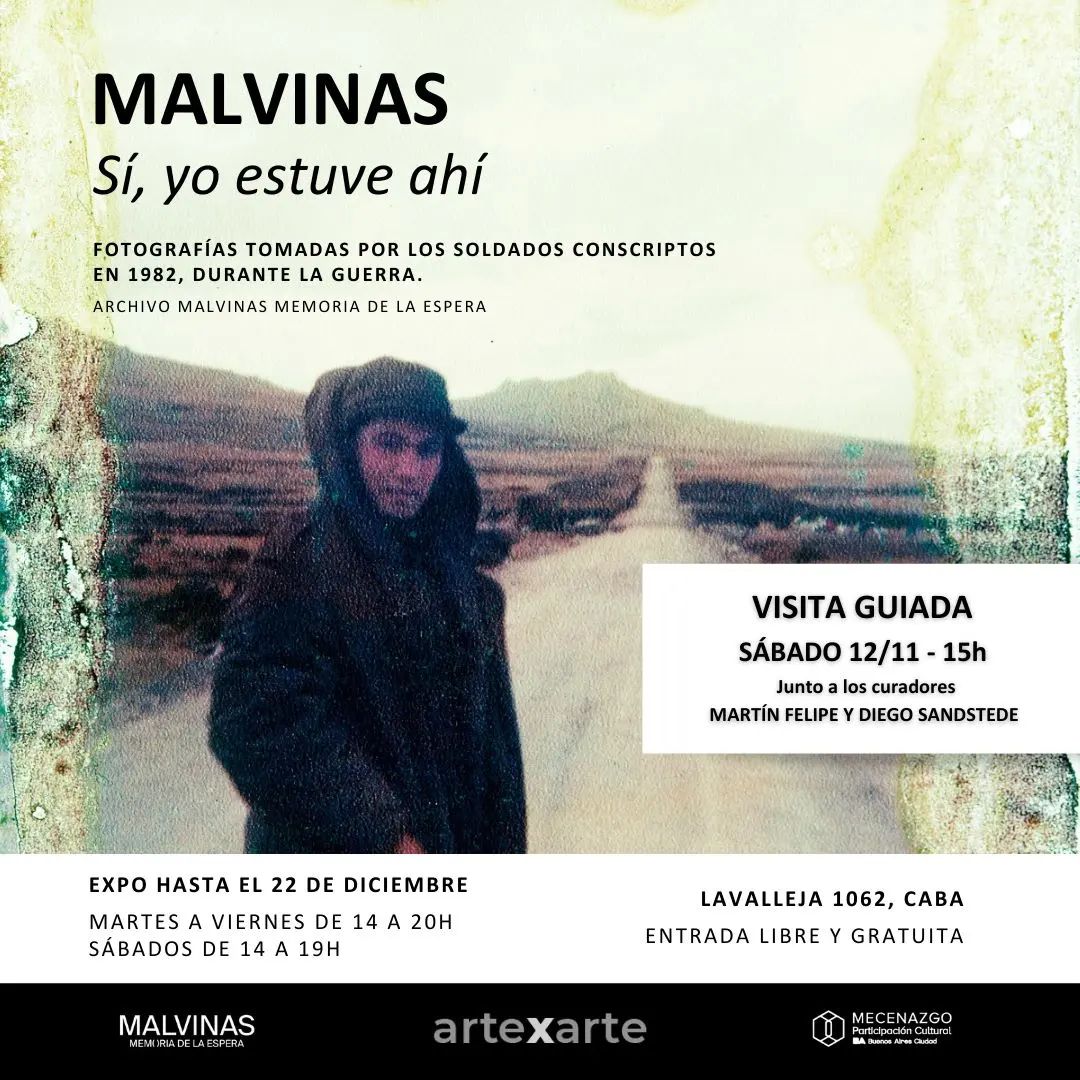 MALVINAS
Sí, yo estuve ahí
FOTOGRAFÍAS TOMADAS POR LOS SOLDADOS CONSCRIPTOS
EN 1982, DURANTE LA GUERRA.
ARCHIVO MALVINAS MEMORIA DE LA ESPERA
VISITA GUIADA
SÁBADO 12/11 - 15h
Junto a los curadores
MARTÍN FELIPE Y DIEGO SANDSTEDE
EXPO HASTA EL 22 DE DICIEMBRE
MARTES A VIERNES DE 14 A 20H
SÁBADOS DE 14 A 19H
LAVALLEJA 1062, CABA
ENTRADA LIBRE Y GRATUITA
MALVINAS
MEMORIA DE LA ESPERA
artexarte
MECENAZGO
Participación Cultural
BA Buenos Aires Ciudad